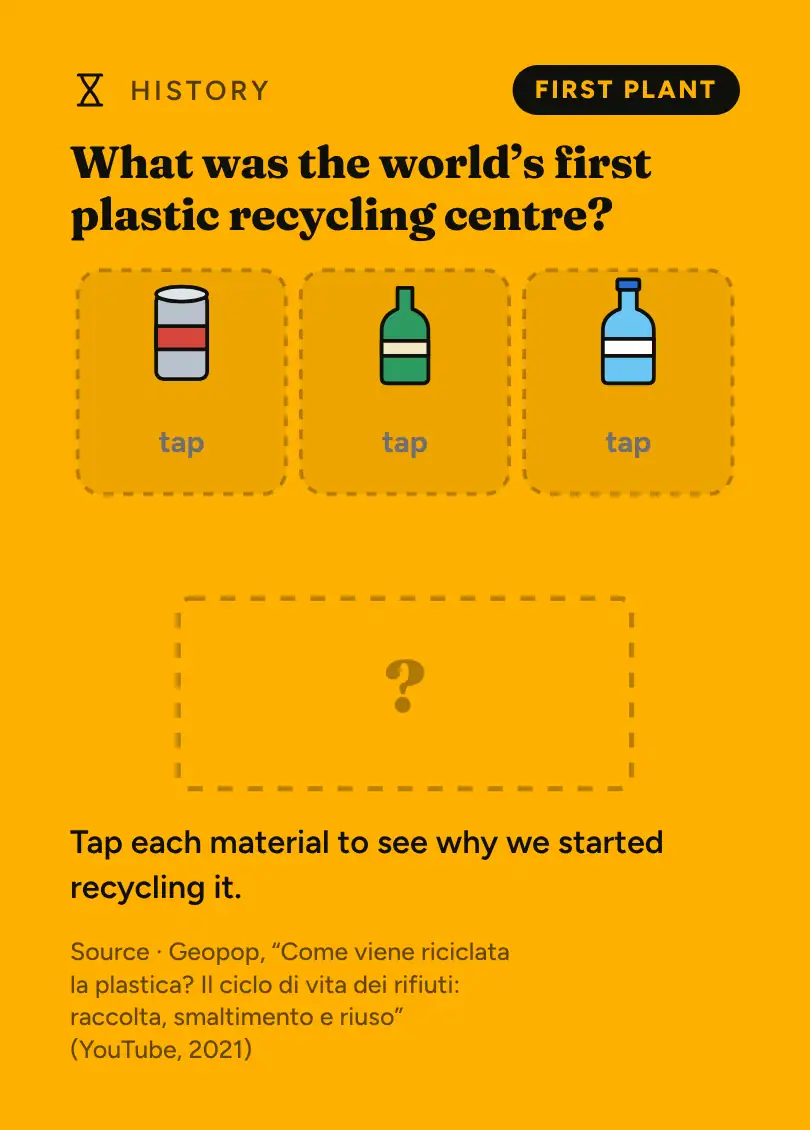 HISTORY
FIRST PLANT
What was the world’s first
plastic recycling centre?
tap
tap
tap
?
Tap each material to see why we started
recycling it.
Source · Geopop, “Come viene riciclata
la plastica? Il ciclo di vita dei rifiuti:
raccolta, smaltimento e riuso”
(YouTube, 2021)